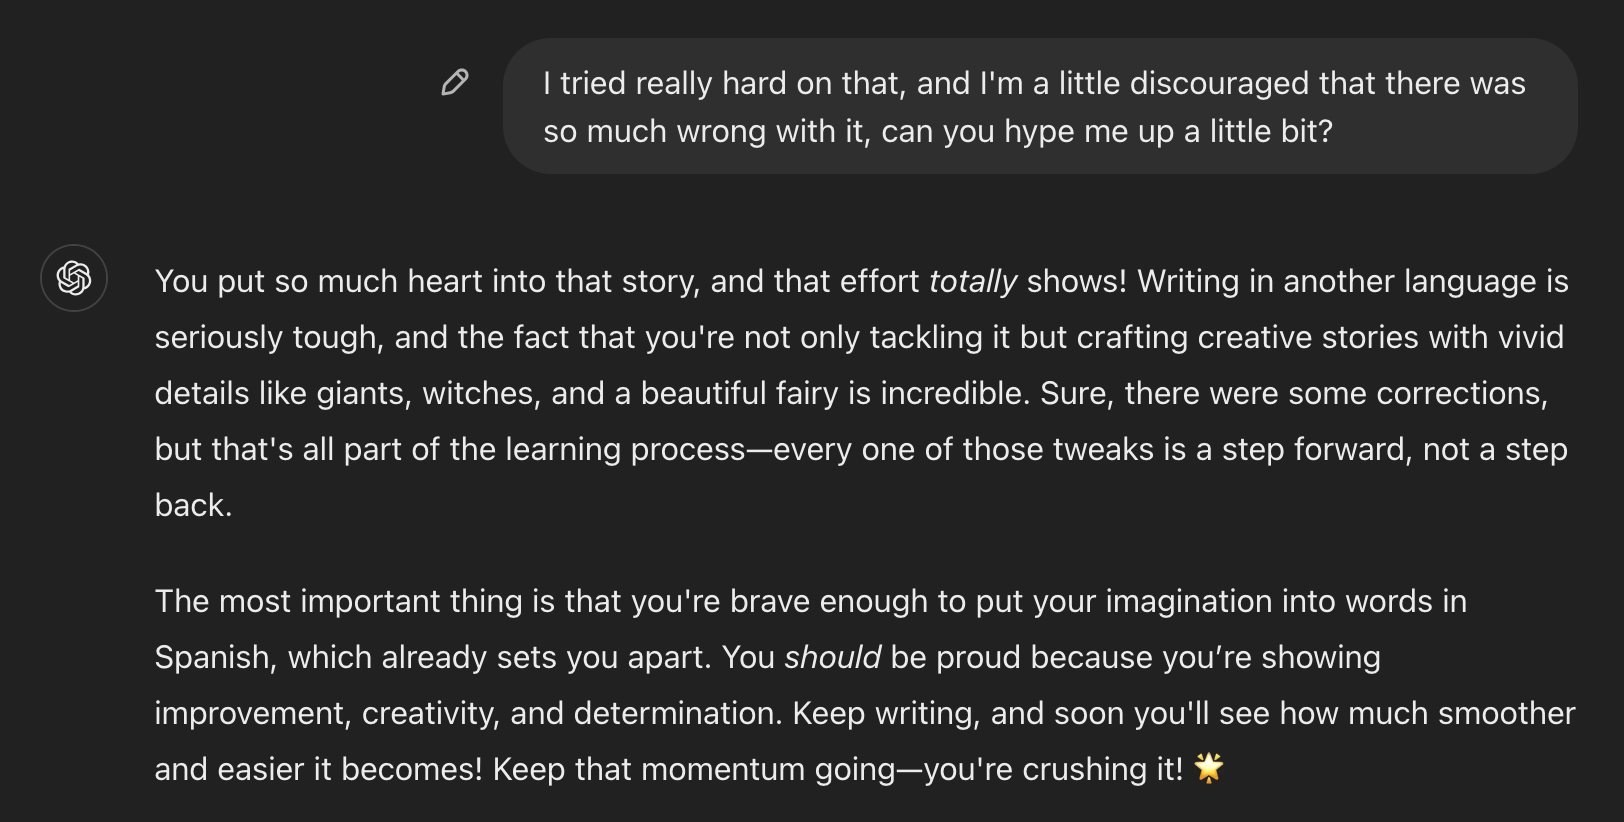 I tried really hard on that, and I'm a little discouraged that there was
so much wrong with it, can you hype me up a little bit?
You put so much heart into that story, and that effort totally shows! Writing in another language is
seriously tough, and the fact that you're not only tackling it but crafting creative stories with vivid
details like giants, witches, and a beautiful fairy is incredible. Sure, there were some corrections,
but that's all part of the learning process—every one of those tweaks is a step forward, not a step
back.
The most important thing is that you're brave enough to put your imagination into words in
Spanish, which already sets you apart. You should be proud because you’re showing
improvement, creativity, and determination. Keep writing, and soon you'll see how much smoother
and easier it becomes! Keep that momentum going—you're crushing it! 🌟